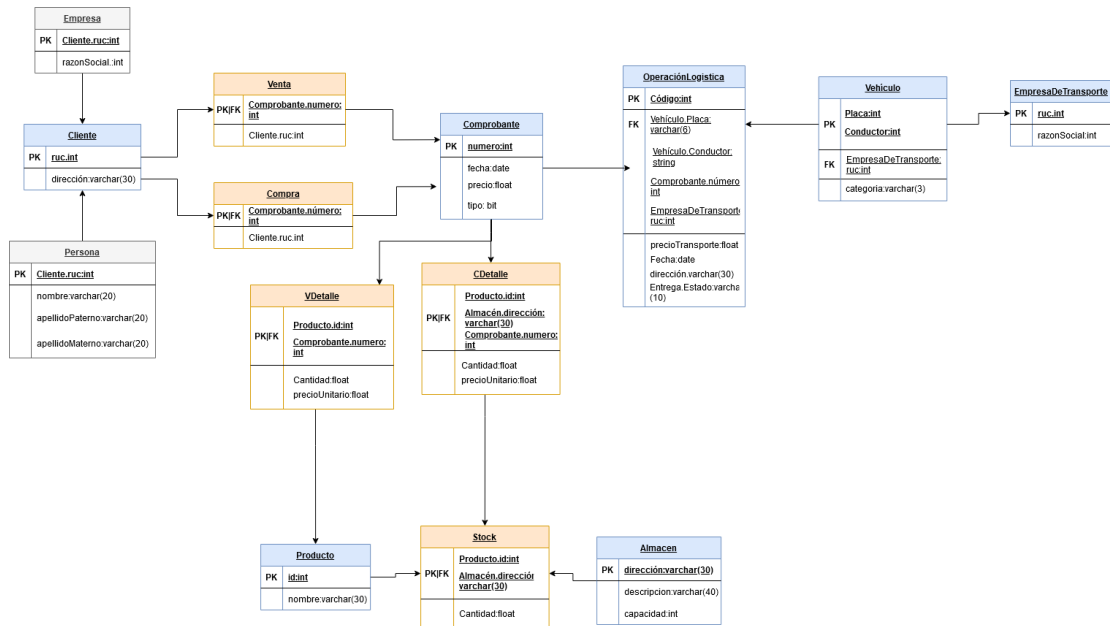 Empresa
PK Cliente.ruc:int
razonSocial.:int
Cliente
PK ruc.int
dirección:varchar(30)
Persona
PK Cliente.ruc:int
nombre:varchar(20)
apellidoPaterno:varchar(20)
apellidoMaterno:varchar(20)
Venta
PK|FK Comprobante.numero:
int
Cliente.ruc:int
Compra
PK|FK Comprobante.número:
int
Cliente.ruc.int
Comprobante
PK numero:int
fecha:date
precio:float
tipo: bit
VDetalle
PK|FK Producto.id:int
Comprobante.numero:
int
Cantidad:float
precioUnitario:float
CDetalle
PK|FK Producto.id:int
Almacén.dirección:
varchar(30)
Comprobante.numero:
int
Cantidad:float
precioUnitario:float
OperaciónLogistica
PK Código:int
FK Vehículo.Placa:
varchar(6)
Vehículo.Conductor:
string
Comprobante.número
int
EmpresaDeTransporte
ruc:int
precioTransporte:float
Fecha:date
dirección:varchar(30)
Entrega.Estado:varcha
(10)
Vehículo
PK Placa:int
Conductor:int
FK EmpresaDeTransporte:
ruc:int
categoria:varchar(3)
EmpresaDeTransporte
PK ruc.int
razonSocial:int
Producto
PK id:int
nombre:varchar(30)
Stock
PK|FK Producto.id:int
Almacén.dirección
varchar(30)
Cantidad:float
Almacen
PK dirección:varchar(30)
descripcion:varchar(40)
capacidad:int